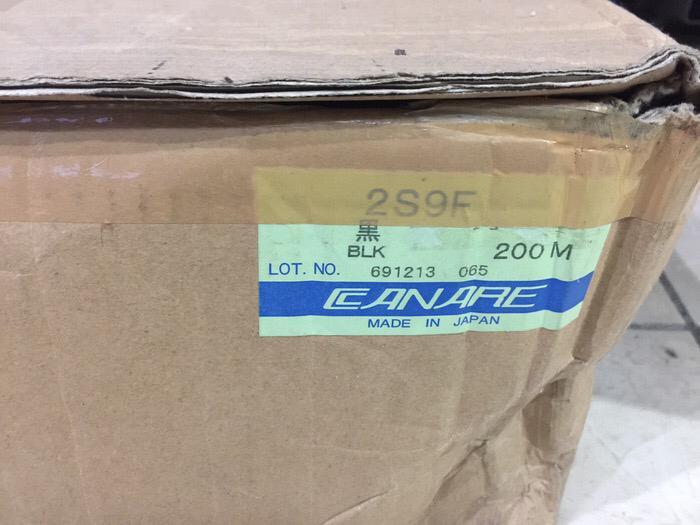 2S9F
黒
BLK 200M
LOT. NO. 691213 065
CANARE
MADE IN JAPAN